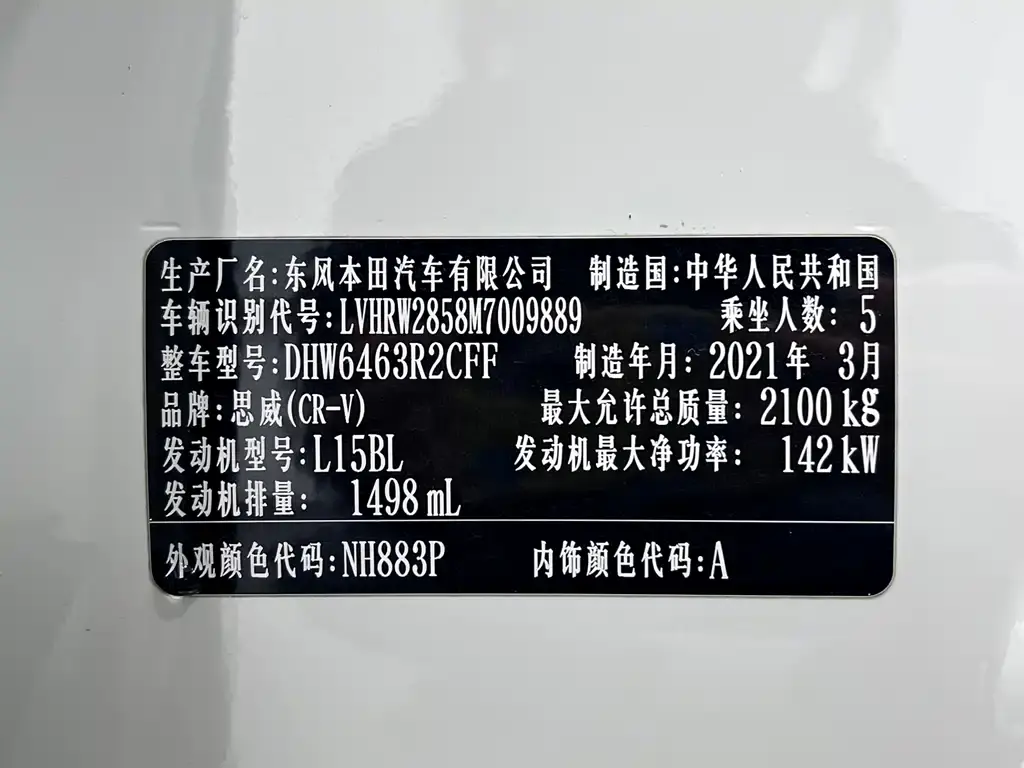 生产厂名:东风本田汽车有限公司 制造国:中华人民共和国
车辆识别代号:LVHRW2858M7009889 乘坐人数: 5
整车型号:DHW6463R2CFF 制造年月: 2021年 3月
品牌:思威(CR-V) 最大允许总质量: 2100 kg
发动机型号:L15BL 发动机最大净功率: 142 kW
发动机排量: 1498 mL
外观颜色代码:NH883P 内饰颜色代码:A